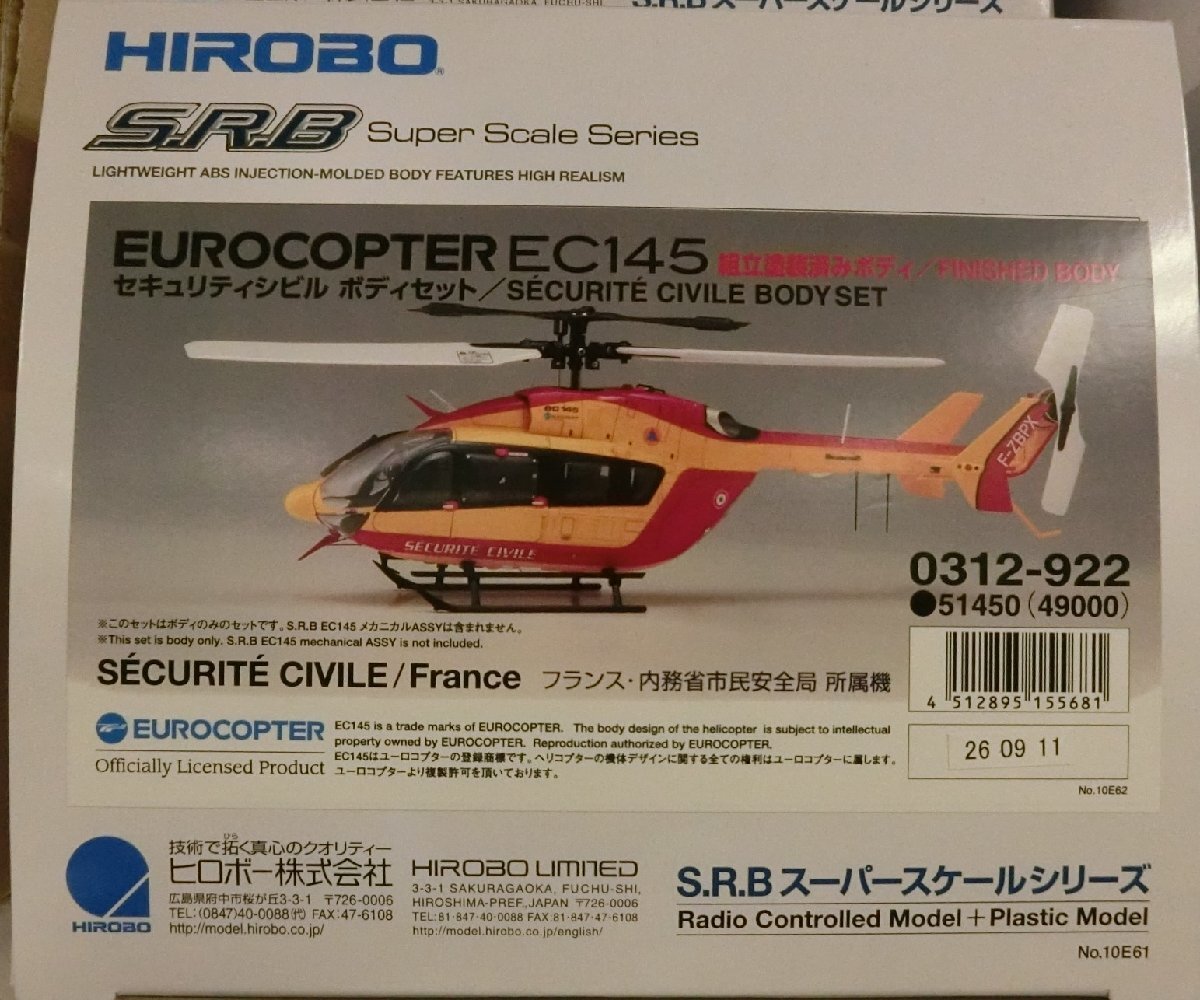 S.R.Bスーパースケールシリーズ
HIROBO®
S.R.B Super Scale Series
LIGHTWEIGHT ABS INJECTION-MOLDED BODY FEATURES HIGH REALISM
EUROCOPTER EC145 組立塗装済みボディ/FINISHED BODY
セキュリティシビル ボディセット/SÉCURITÉ CIVILE BODY SET
EC 145
F-ZBPX
SECURITE CIVILE
0312-922
●51450(49000)
※このセットはボディのみのセットです。S.R.B EC145 メカニカルASSYは含まれません。
※This set is body only. S.R.B EC145 mechanical ASSY is not included.
SÉCURITÉ CIVILE/France フランス・内務省市民安全局 所属機
4 512895 155681
EUROCOPTER
Officially Licensed Product
EC145 is a trade marks of EUROCOPTER. The body design of the helicopter is subject to intellectual
property owned by EUROCOPTER. Reproduction authorized by EUROCOPTER.
EC145はユーロコプターの登録商標です。ヘリコプターの機体デザインに関する全ての権利はユーロコプターに属します。
ユーロコプターより複製許可を頂いております。
26 09 11
No.10E62
HIROBO
技術で拓く真心のクオリティー
ひら
ヒロボー株式会社
広島県府中市桜が丘3-3-1 〒726-0006
TEL:(0847)40-0088(代) FAX:47-6108
http://model.hirobo.co.jp/
HIROBO LIMITED
3-3-1 SAKURAGAOKA, FUCHU-SHI,
HIROSHIMA-PREF.,JAPAN 〒726-0006
TEL:81-847-40-0088 FAX:81-847-47-6108
http://model.hirobo.co.jp/english/
S.R.Bスーパースケールシリーズ
Radio Controlled Model+Plastic Model
No.10E61